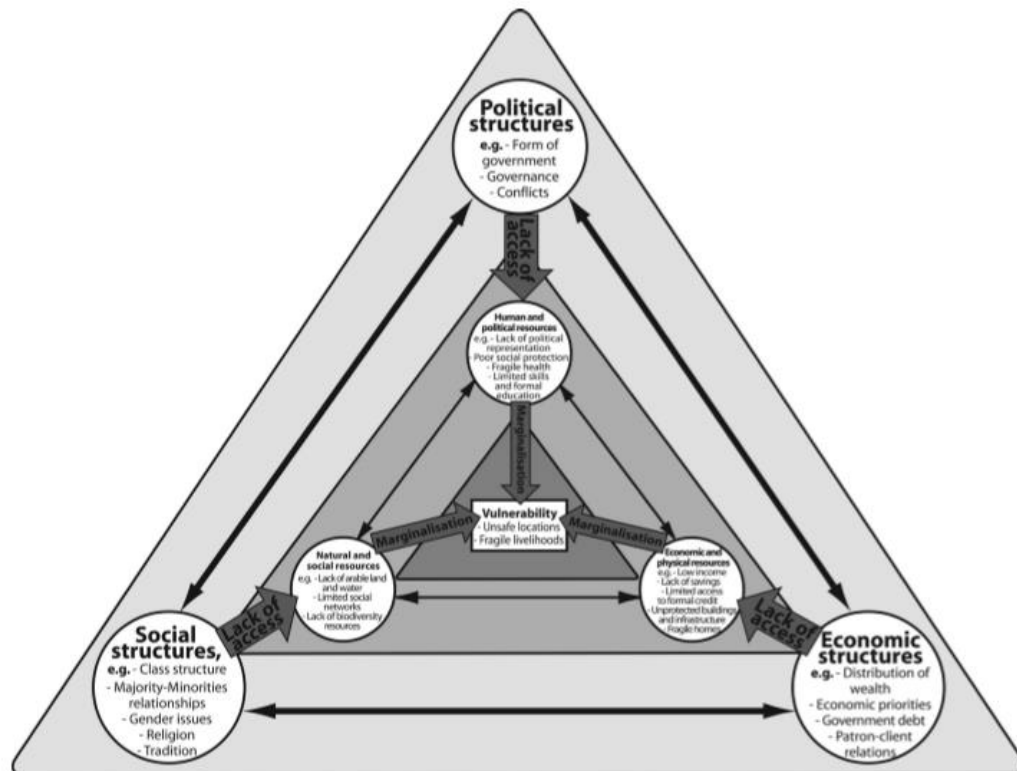 Political
structures
e.g. - Form of
government
- Governance
- Conflicts
Lack of
access
Human and
political resources
e.g. - Lack of political
representation
- Poor social protection
- Fragile health
- Limited skills
and formal
education
Marginalisation
Vulnerability
- Unsafe locations
- Fragile livelihoods
Marginalisation
Marginalisation
Natural and
social resources
e.g. - Lack of arable land
and water
- Limited social
networks
- Lack of biodiversity
resources
Economic and
physical resources
e.g. - Low income
- Lack of savings
- Limited access
to formal credit
- Unprotected buildings
and infrastructure
- Fragile homes
Lack of
access
Lack of
access
Social
structures,
e.g. - Class structure
- Majority-Minorities
relationships
- Gender issues
- Religion
- Tradition
Economic
structures
e.g. - Distribution of
wealth
- Economic priorities
- Government debt
- Patron-client
relations